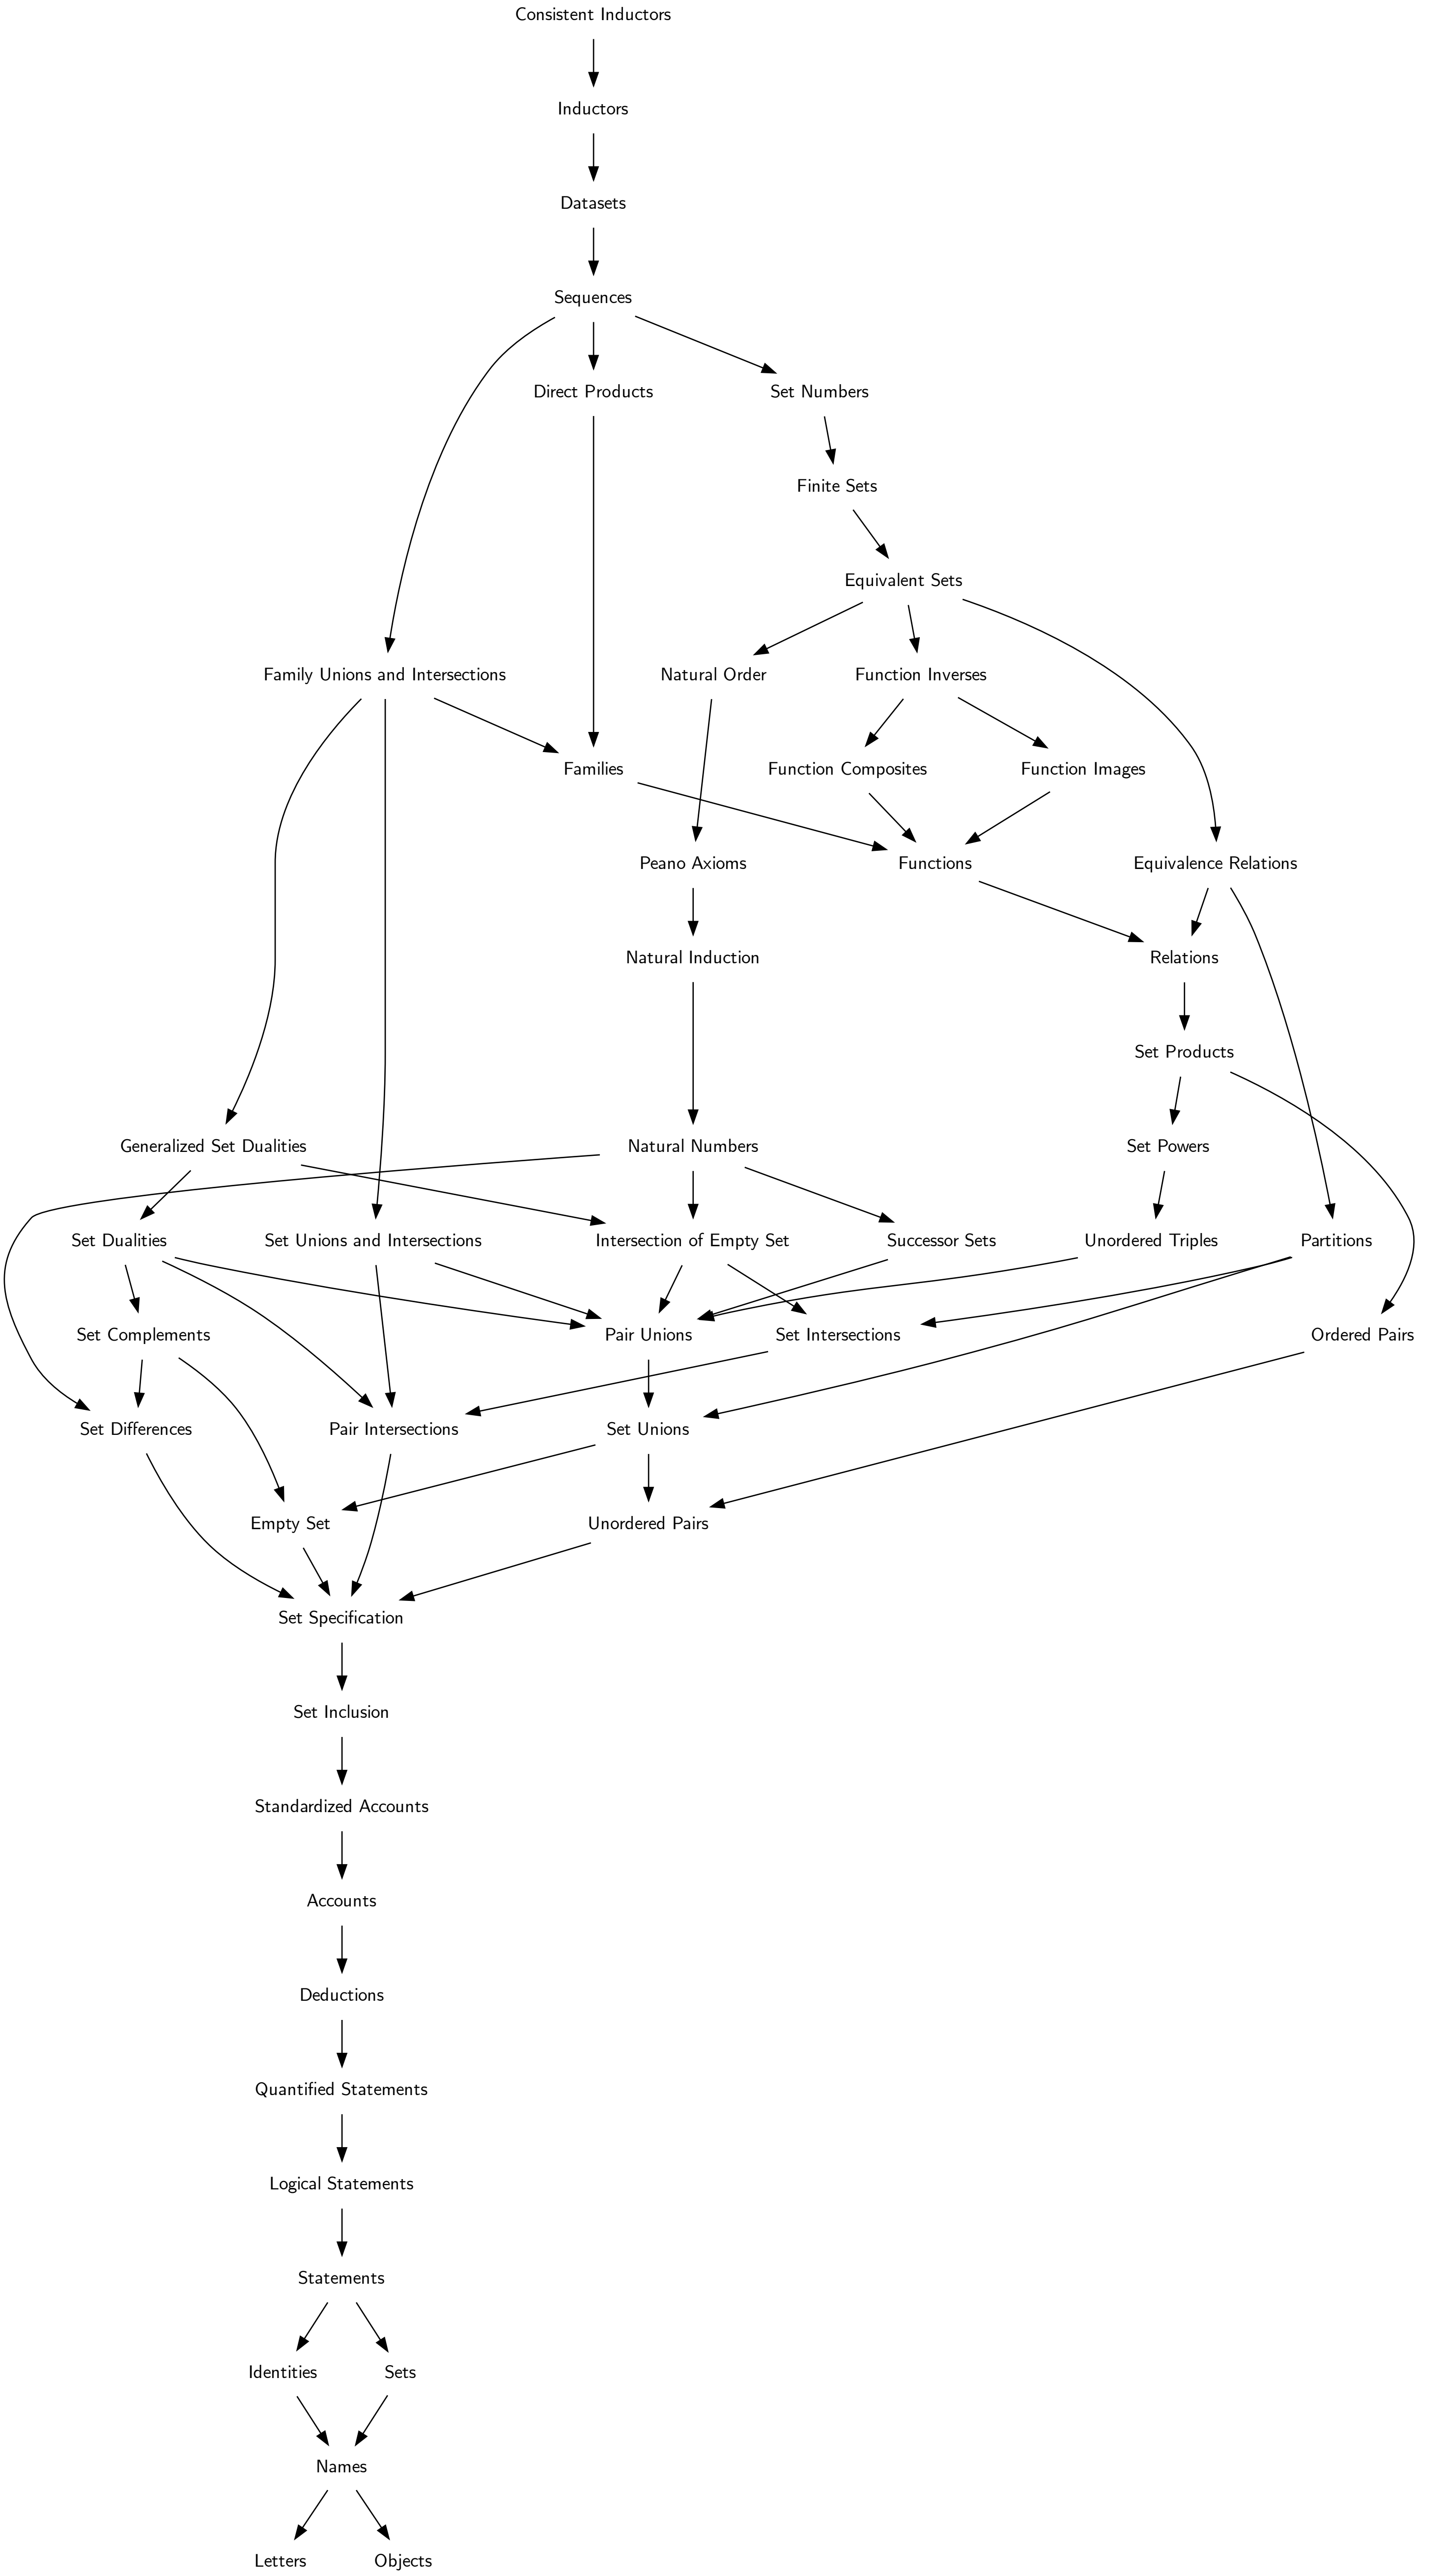 Consistent Inductors
Inductors
Datasets
Sequences
Direct Products
Set Numbers
Finite Sets
Equivalent Sets
Family Unions and Intersections
Natural Order
Function Inverses
Families
Function Composites
Function Images
Peano Axioms
Functions
Equivalence Relations
Natural Induction
Relations
Set Products
Generalized Set Dualities
Natural Numbers
Set Powers
Set Dualities
Set Unions and Intersections
Intersection of Empty Set
Successor Sets
Unordered Triples
Partitions
Set Complements
Pair Unions
Set Intersections
Ordered Pairs
Set Differences
Pair Intersections
Set Unions
Empty Set
Unordered Pairs
Set Specification
Set Inclusion
Standardized Accounts
Accounts
Deductions
Quantified Statements
Logical Statements
Statements
Identities
Sets
Names
Letters
Objects